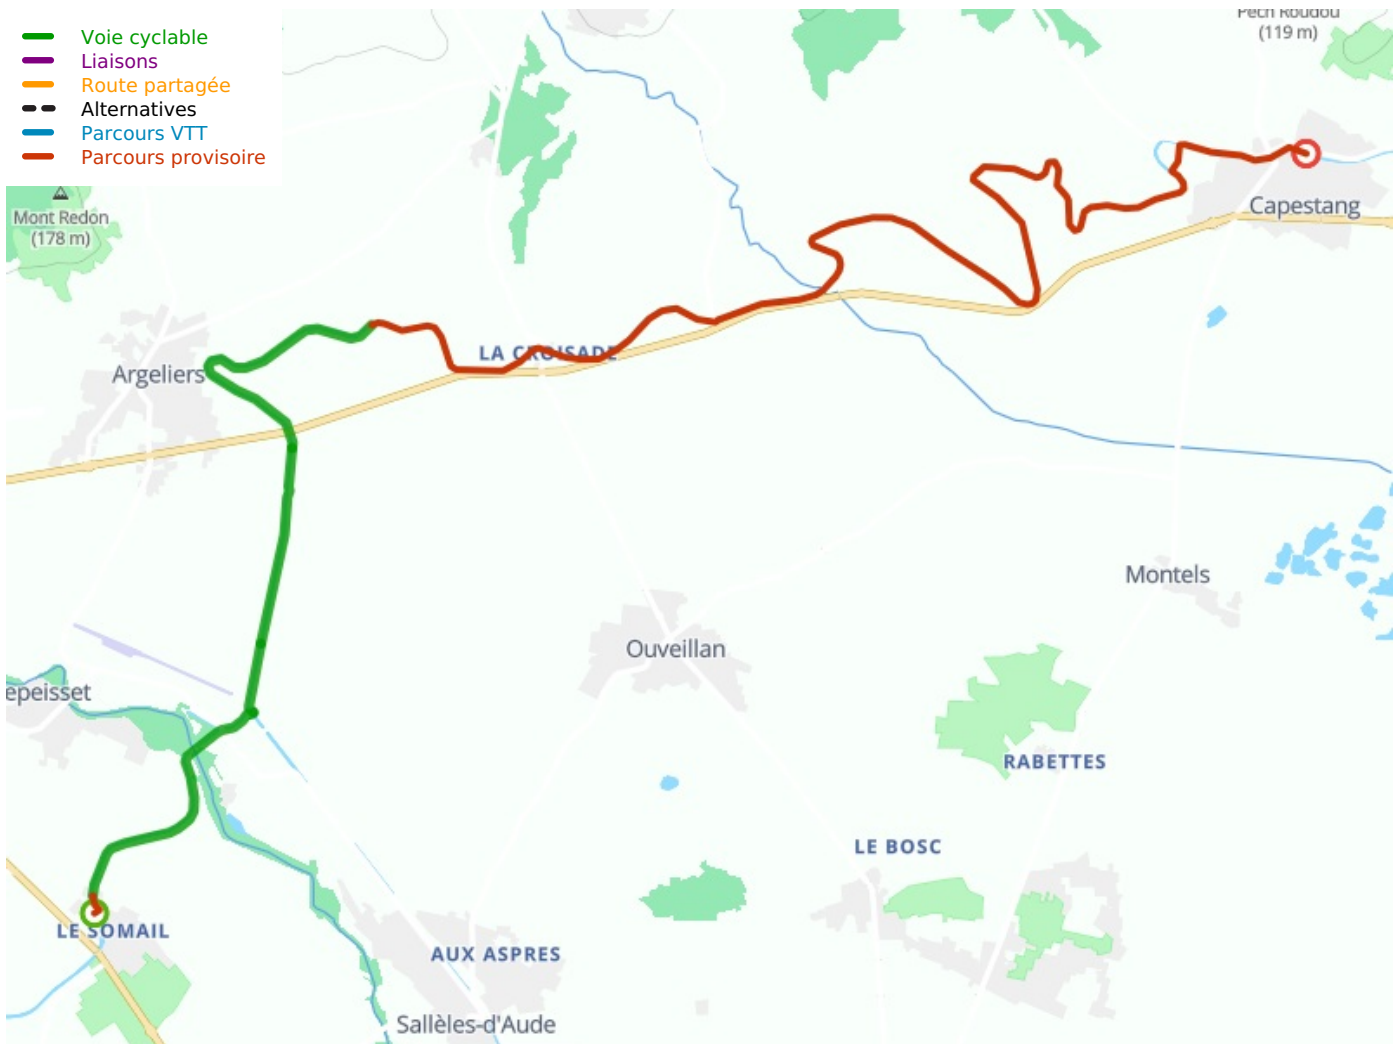 Voie cyclable
Liaisons
Route partagée
Alternatives
Parcours VTT
Parcours provisoire
Pech Roudou
(119 m)
Mont Redon
(178 m)
Capestang
LA CROISADE
Argeliers
Montels
Ouveillan
epeisset
RABETTES
LE BOSC
LE SOMAIL
AUX ASPRES
Sallèles-d'Aude